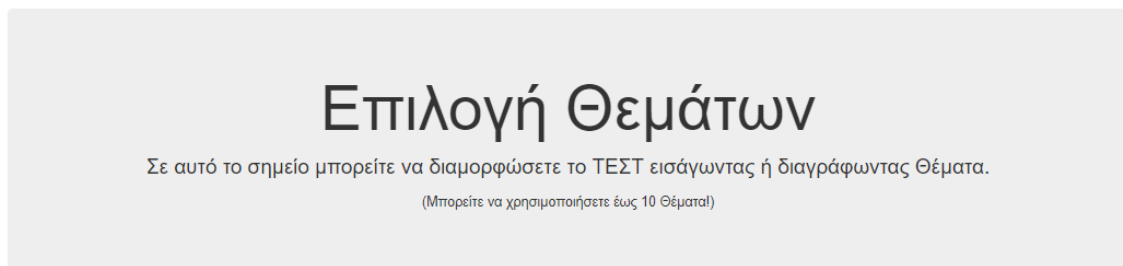 Επιλογή Θεμάτων
Σε αυτό το σημείο μπορείτε να διαμορφώσετε το ΤΕΣΤ εισάγωντας ή διαγράφωντας Θέματα.
(Μπορείτε να χρησιμοποιήσετε έως 10 Θέματα!)